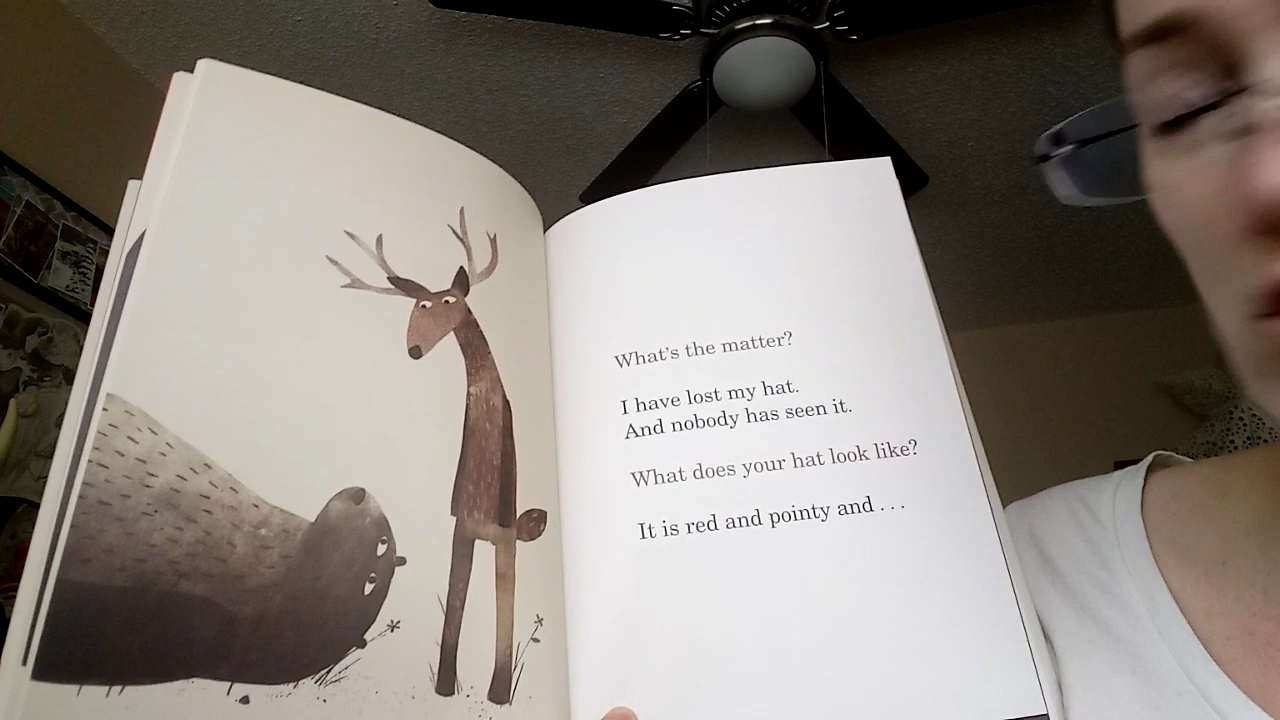 What's the matter?
I have lost my hat.
And nobody has seen it.
What does your hat look like?
It is red and pointy and . . .